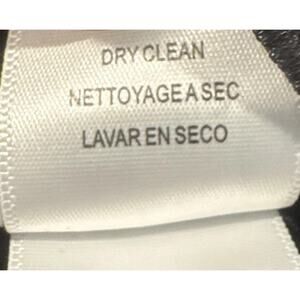 DRY CLEAN
NETTOYAGE A SEC
LAVAR EN SECO